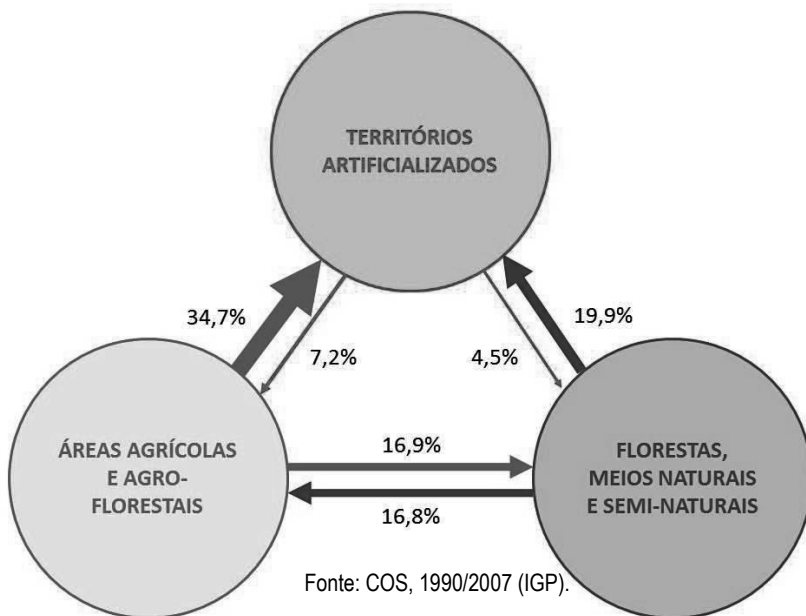 TERRITÓRIOS
ARTIFICIALIZADOS
34,7%
7,2%
4,5%
19,9%
ÁREAS AGRÍCOLAS
E AGRO-
FLORESTAIS
16,9%
16,8%
FLORESTAS,
MEIOS NATURAIS
E SEMI-NATURAIS
Fonte: COS, 1990/2007 (IGP).